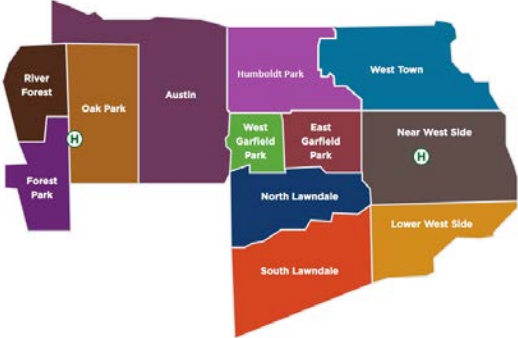 River
Forest
Oak Park
Austin
Humboldt Park
West Town
West
Garfield
Park
East
Garfield
Park
Near West Side
H
H
Forest
Park
North Lawndale
Lower West Side
South Lawndale